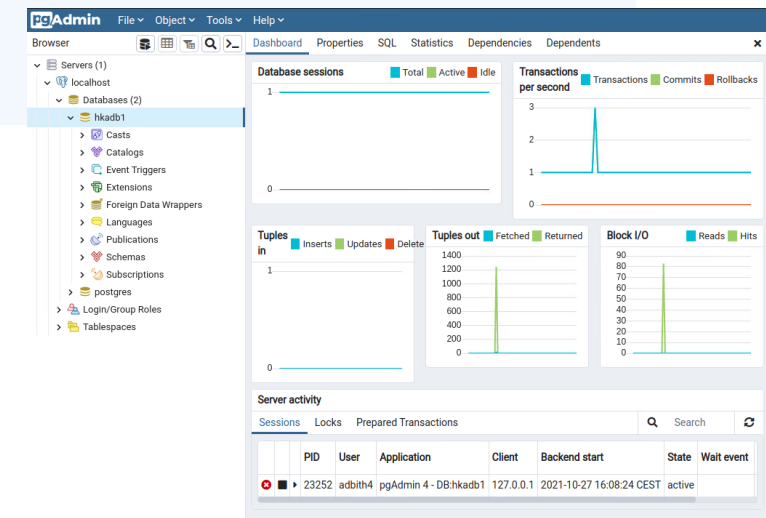 pgAdmin File Object Tools Help
Browser
Dashboard Properties SQL Statistics Dependencies Dependents
Servers (1)
localhost
Databases (2)
hkadb1
Casts
Catalogs
Event Triggers
Extensions
Foreign Data Wrappers
Languages
Publications
Schemas
Subscriptions
postgres
Login/Group Roles
Tablespaces
Database sessions Total Active Idle
1
0
Transactions
per second
Transactions Commits Rollbacks
3
2
1
0
Tuples
in
Inserts Updates Delete
1
0
Tuples out Fetched Returned
1400
1200
1000
800
600
400
200
0
Block I/O Reads Hits
90
80
70
60
50
40
30
20
10
0
Server activity
Sessions Locks Prepared Transactions Search
PID User Application Client Backend start State Wait event
23252 adbith4 pgAdmin 4 - DB:hkadb1 127.0.0.1 2021-10-27 16:08:24 CEST active